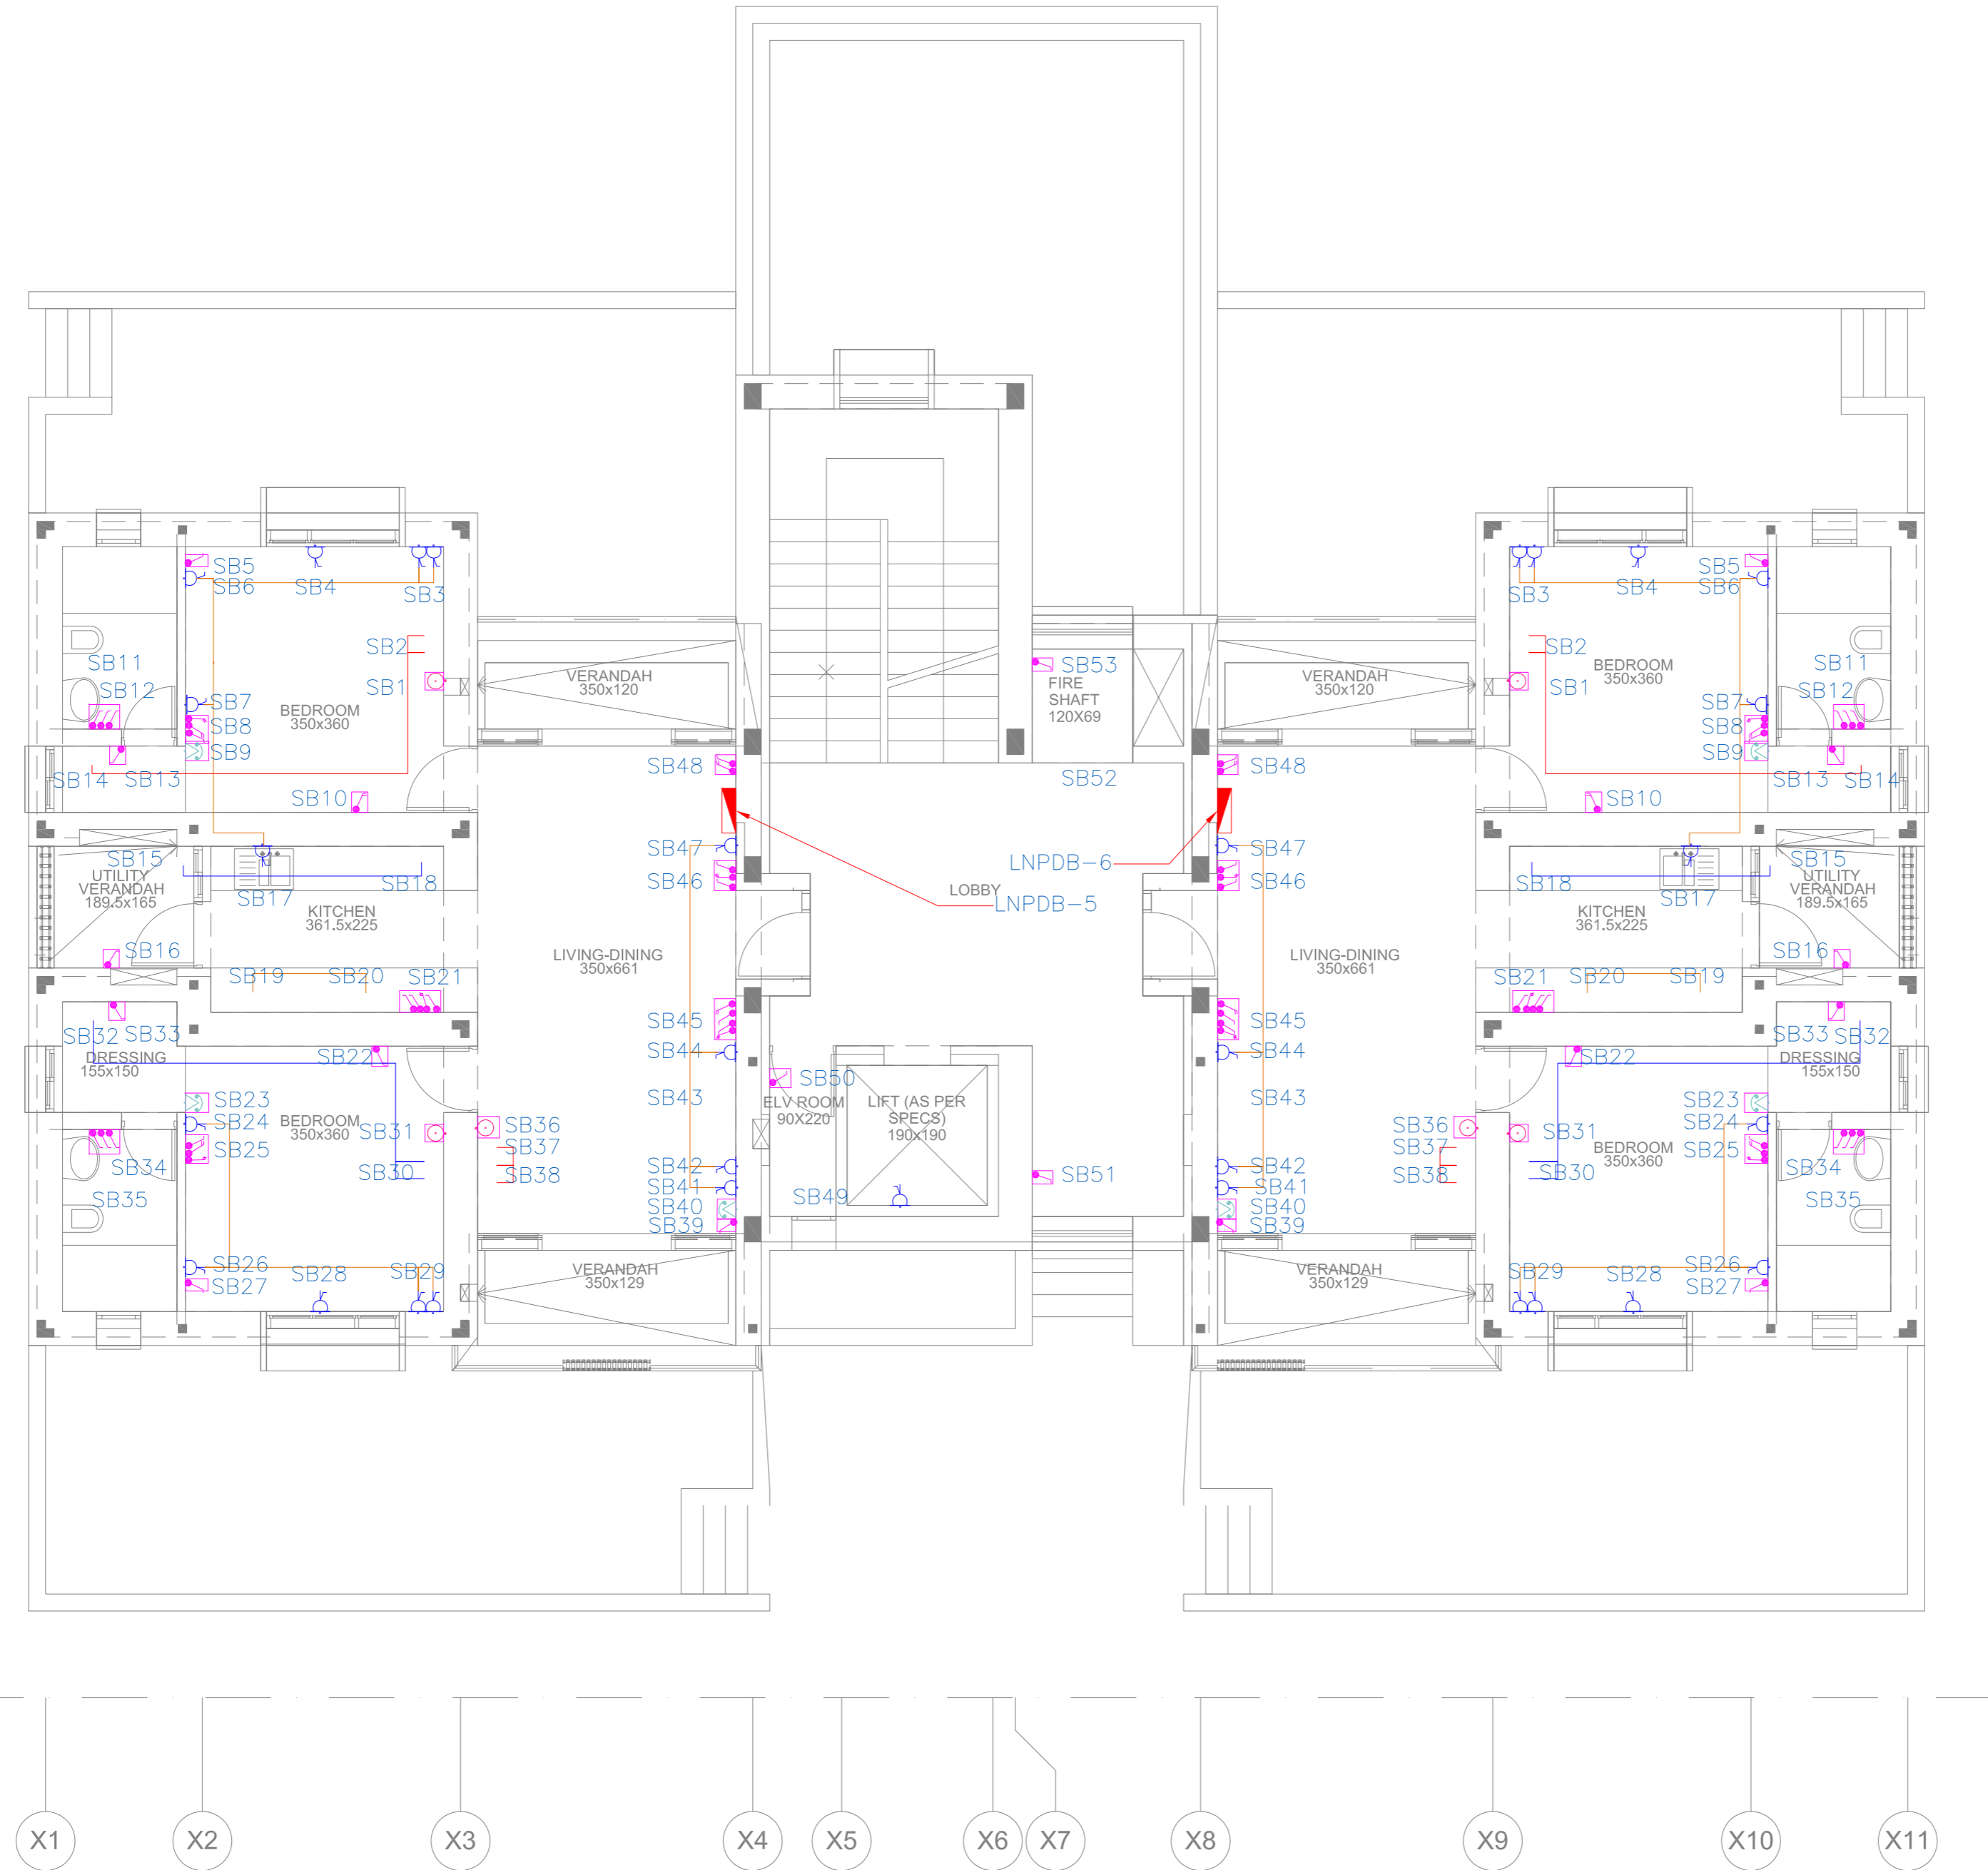 SB5
SB6
SB4
SB3
SB3
SB4
SB5
SB6
SB2
SB11
SB12
SB1
VERANDAH
350x120
SB53
FIRE
SHAFT
120X69
VERANDAH
350x120
SB2
BEDROOM
350x360
SB1
SB11
SB12
SB7
SB8
SB9
BEDROOM
350x360
SB7
SB8
SB9
SB14
SB13
SB10
SB48
SB52
SB48
SB10
SB13
SB14
SB15
UTILITY
VERANDAH
189.5x165
SB17
SB18
KITCHEN
361.5x225
SB47
SB46
LNPDB-6
LOBBY
LNPDB-5
SB47
SB46
SB18
SB17
KITCHEN
361.5x225
SB15
UTILITY
VERANDAH
189.5x165
SB16
SB19
SB20
SB21
LIVING-DINING
350x661
LIVING-DINING
350x661
SB21
SB20
SB19
SB16
SB32
SB33
DRESSING
155x150
SB22
SB45
SB44
SB43
SB50
ELV ROOM
90X220
LIFT (AS PER
SPECS)
190x190
SB45
SB44
SB43
SB22
SB33
SB32
DRESSING
155x150
SB23
SB24
SB25
BEDROOM
350x360
SB31
SB30
SB36
SB37
SB38
SB36
SB37
SB38
SB31
SB30
BEDROOM
350x360
SB23
SB24
SB25
SB34
SB35
SB42
SB41
SB40
SB39
SB49
SB51
SB42
SB41
SB40
SB39
SB34
SB35
SB26
SB27
SB28
SB29
VERANDAH
350x129
VERANDAH
350x129
SB29
SB28
SB26
SB27
X1
X2
X3
X4
X5
X6
X7
X8
X9
X10
X11